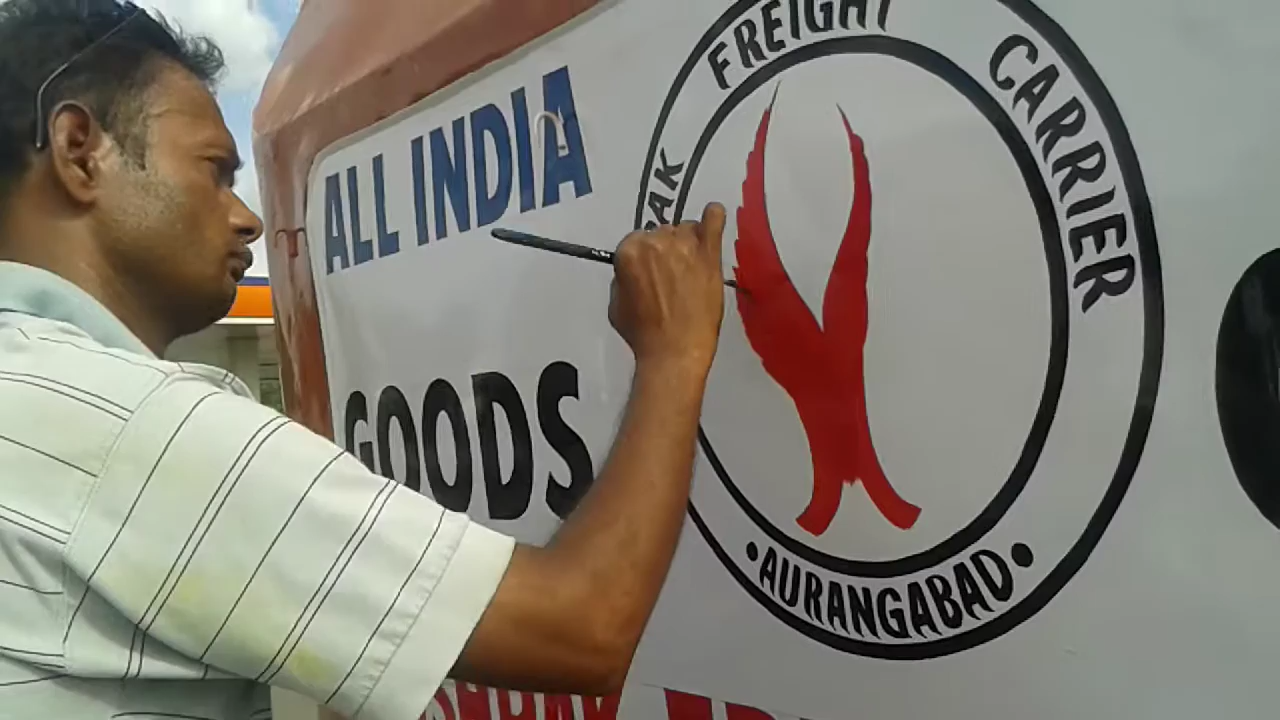 ALL INDIA
GOODS
FREIGHT CARRIER
• AURANGABAD •